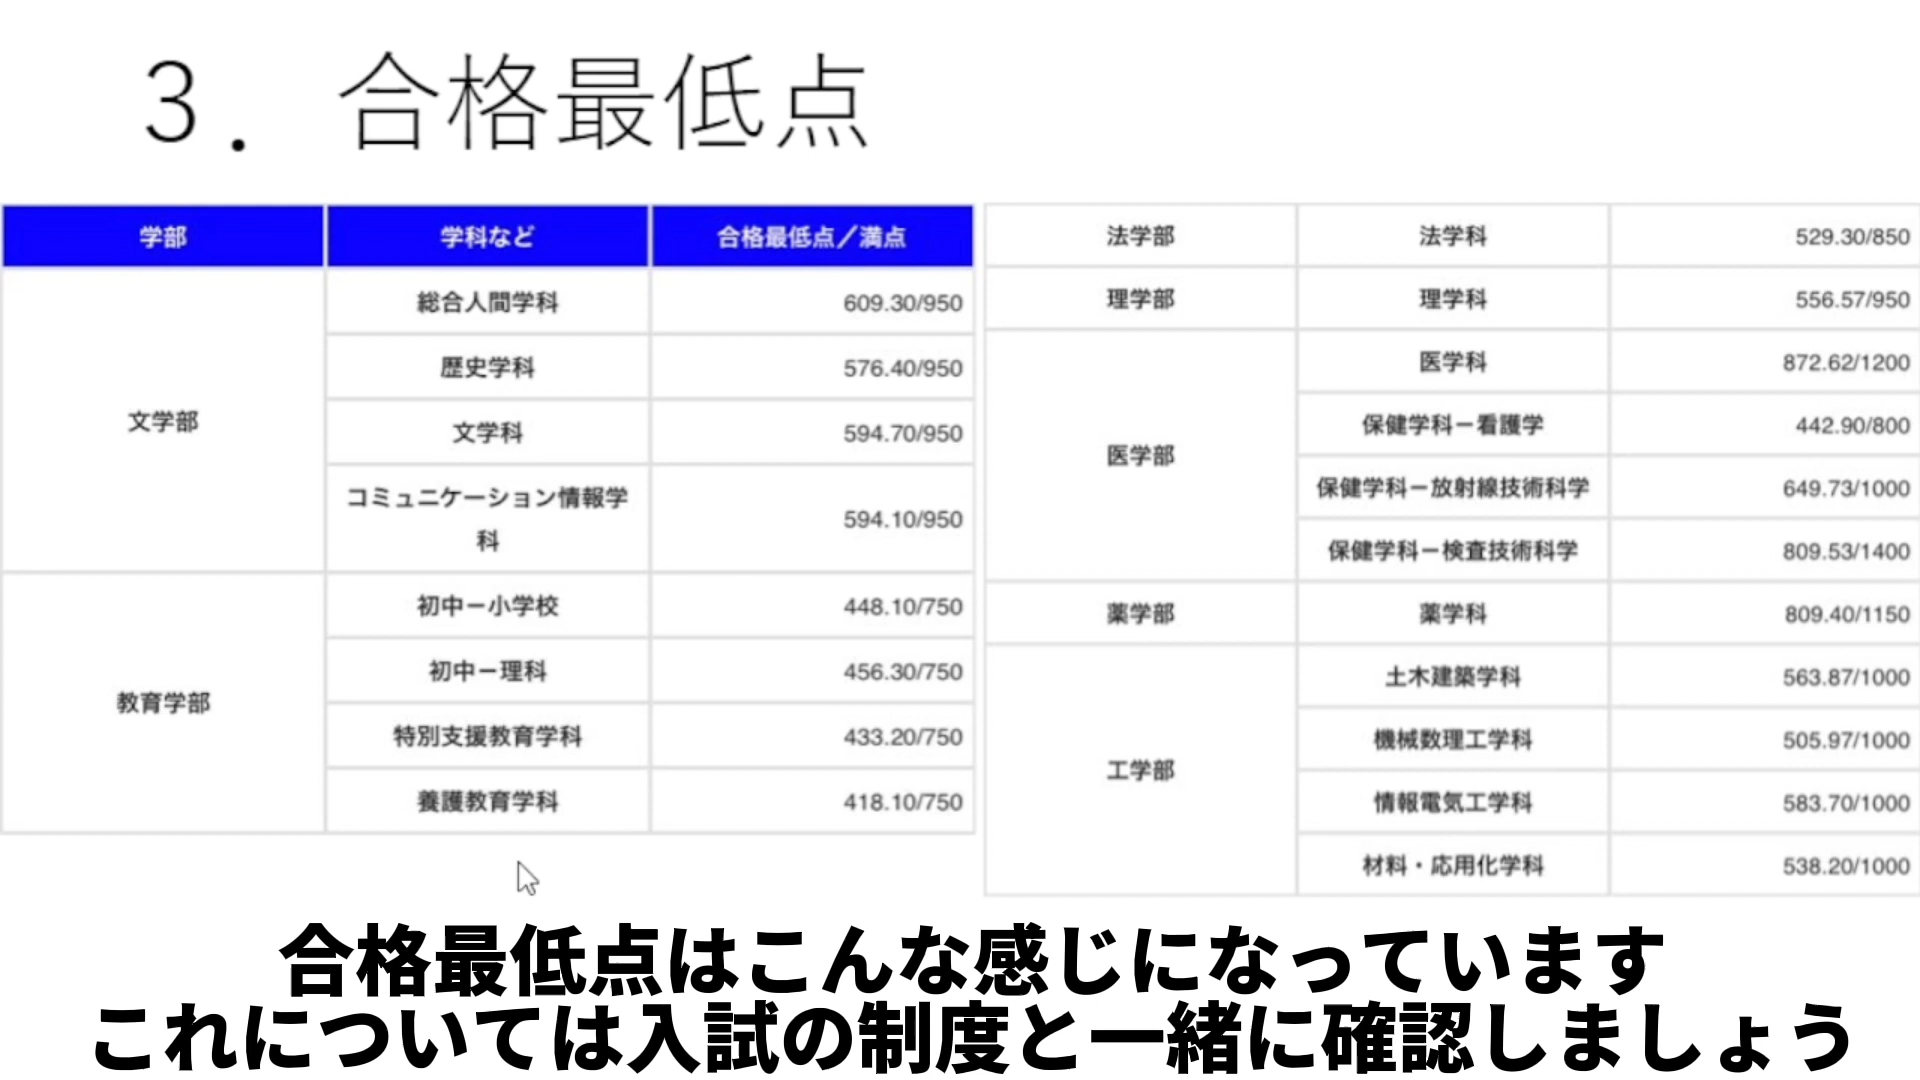 3. 合格最低点
学部 学科など 合格最低点／満点
文学部 総合人間学科 609.30/950
歴史学科 576.40/950
文学科 594.70/950
コミュニケーション情報学
科 594.10/950
教育学部 初中－小学校 448.10/750
初中－理科 456.30/750
特別支援教育学科 433.20/750
養護教育学科 418.10/750
法学部 法学科 529.30/850
理学部 理学科 556.57/950
医学部 医学科 872.62/1200
保健学科－看護学 442.90/800
保健学科－放射線技術科学 649.73/1000
保健学科－検査技術科学 809.53/1400
薬学部 薬学科 809.40/1150
工学部 土木建築学科 563.87/1000
機械数理工学科 505.97/1000
情報電気工学科 583.70/1000
材料・応用化学科 538.20/1000
合格最低点はこんな感じになっています
これについては入試の制度と一緒に確認しましょう